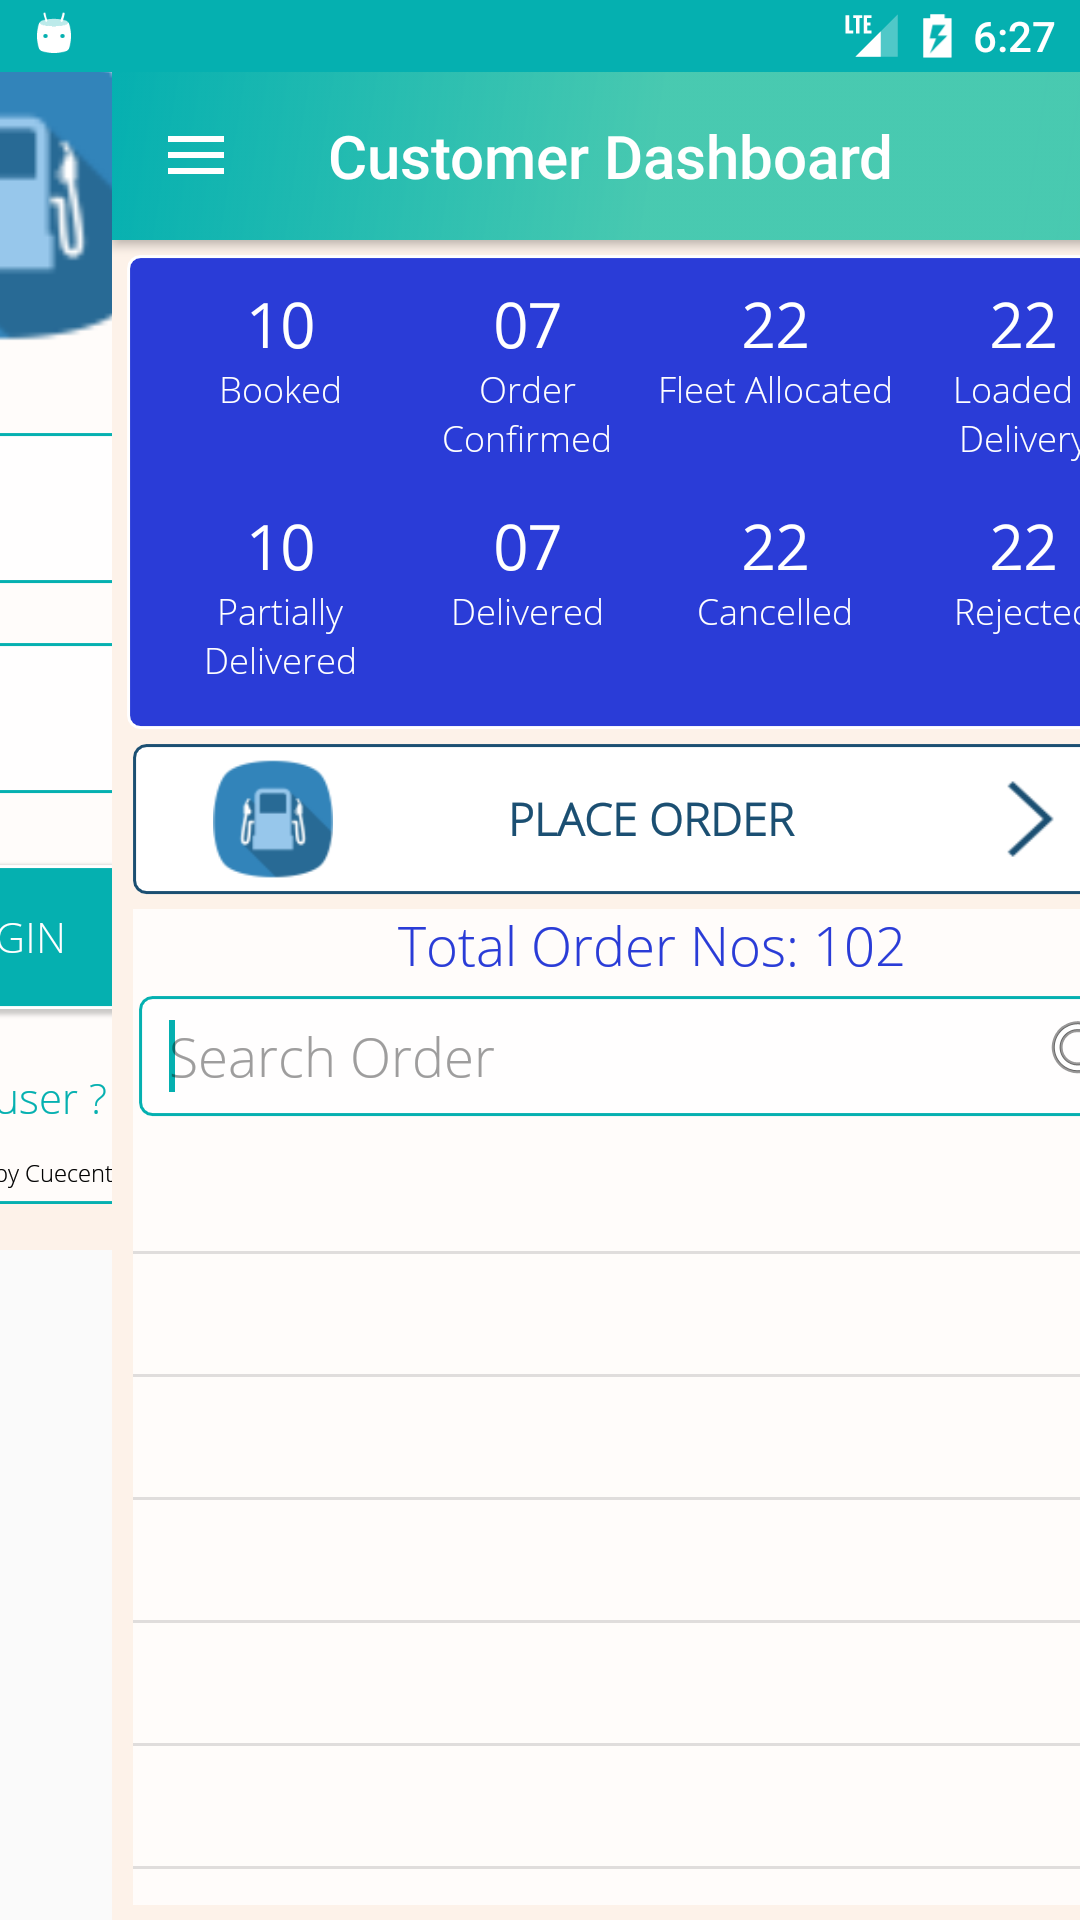 LTE 6:27
Customer Dashboard
10 07 22 22
Booked Order Fleet Allocated Loaded
Confirmed Delivery
10 07 22 22
Partially Delivered Cancelled Rejected
Delivered
PLACE ORDER
GIN
Total Order Nos: 102
Search Order
user ?
by Cuecent